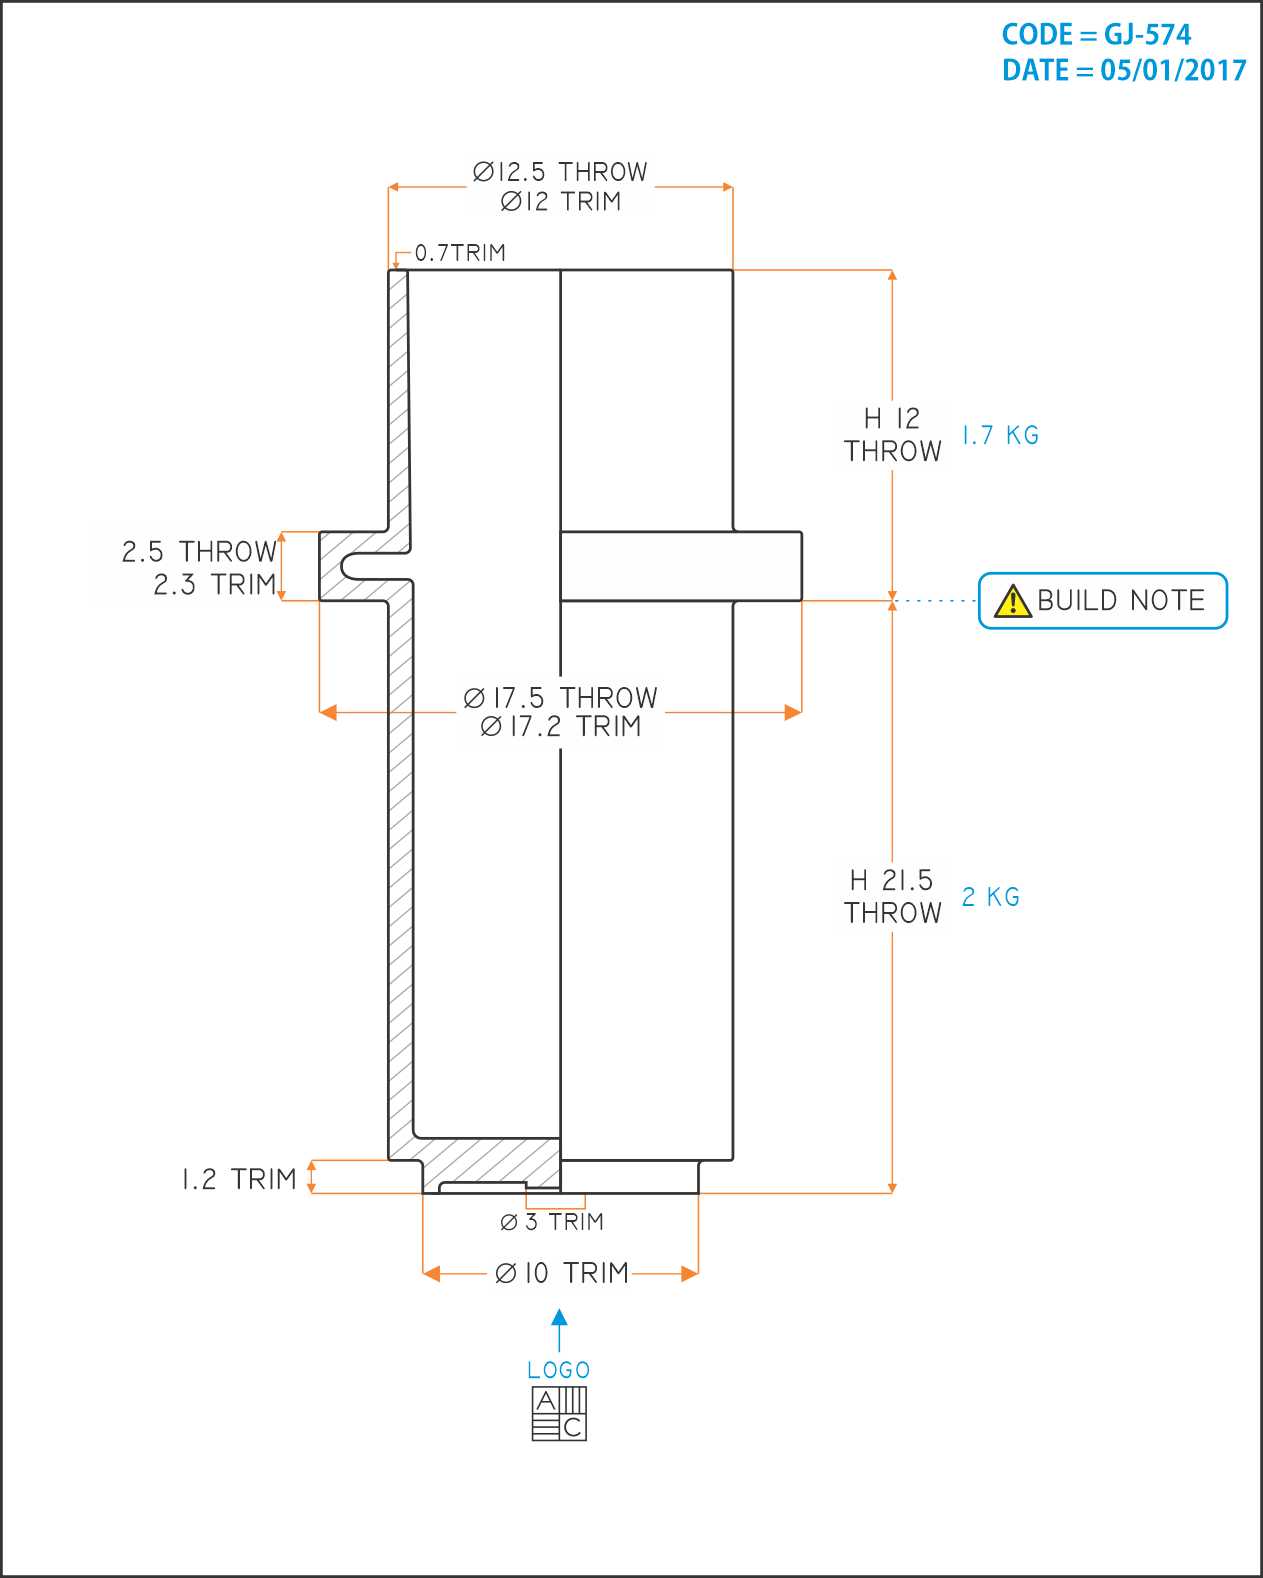 CODE = GJ-574
DATE = 05/01/2017
Ø12.5 THROW
Ø12 TRIM
0.7TRIM
H 12
THROW
1.7 KG
2.5 THROW
2.3 TRIM
BUILD NOTE
Ø 17.5 THROW
Ø 17.2 TRIM
H 21.5
THROW
2 KG
1.2 TRIM
Ø 3 TRIM
Ø 10 TRIM
LOGO
A
C